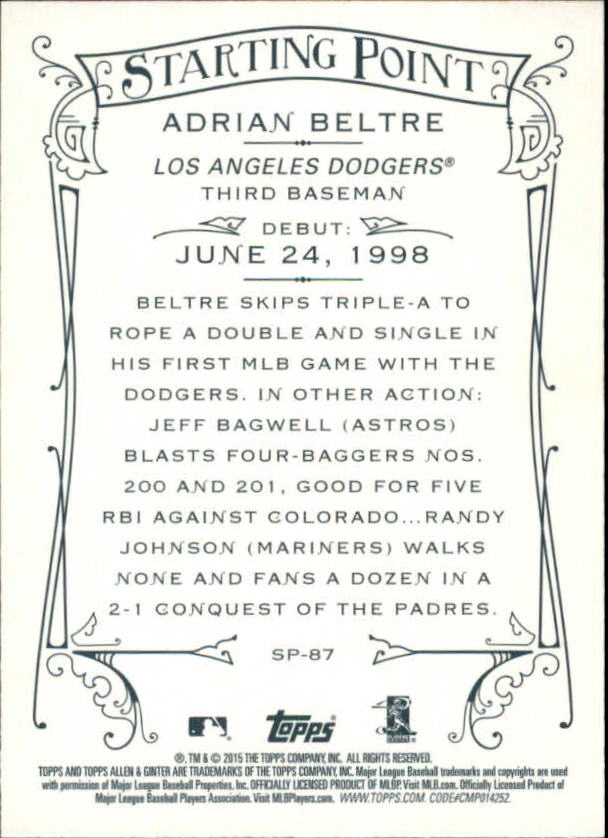 STARTING POINT
ADRIAN BELTRE
LOS ANGELES DODGERS®
THIRD BASEMAN
DEBUT:
JUNE 24, 1998
BELTRE SKIPS TRIPLE-A TO
ROPE A DOUBLE AND SINGLE IN
HIS FIRST MLB GAME WITH THE
DODGERS. IN OTHER ACTION:
JEFF BAGWELL (ASTROS)
BLASTS FOUR-BAGGERS NOS.
200 AND 201, GOOD FOR FIVE
RBI AGAINST COLORADO...RANDY
JOHNSON (MARINERS) WALKS
NONE AND FANS A DOZEN IN A
2-1 CONQUEST OF THE PADRES.
SP-87
Topps
®, TM & © 2015 THE TOPPS COMPANY, INC. ALL RIGHTS RESERVED.
TOPPS AND TOPPS ALLEN & GINTER ARE TRADEMARKS OF THE TOPPS COMPANY, INC. Major League Baseball trademarks and copyrights are used
with permission of Major League Baseball Properties, Inc. OFFICIALLY LICENSED PRODUCT OF MLBP. Visit MLB.com. Officially Licensed Product of
Major League Baseball Players Association. Visit MLBPlayers.com. WWW.TOPPS.COM. CODE#CMP014252.